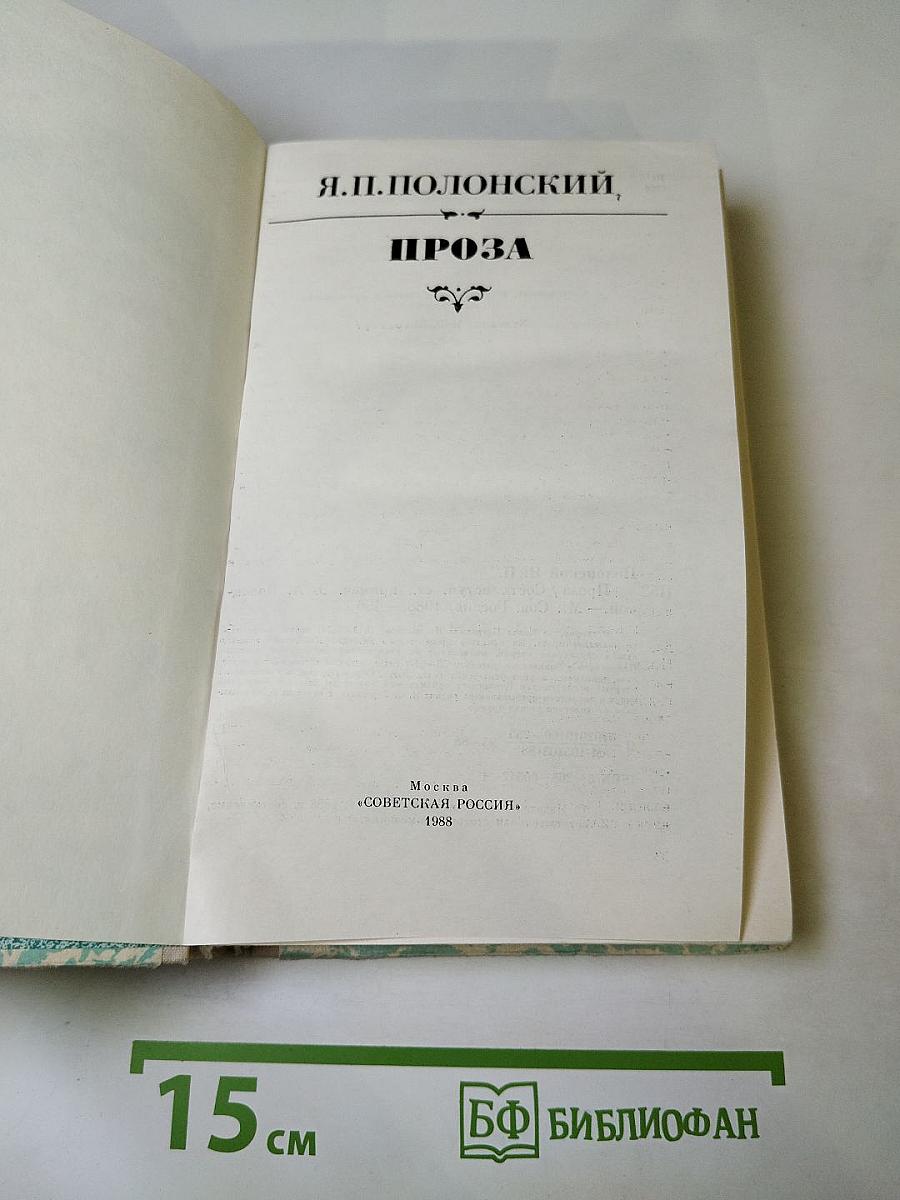 Я.П.ПОЛОНСКИЙ
ПРОЗА
Москва
«СОВЕТСКАЯ РОССИЯ»
1988
15 см
БФ БИБЛИОФАН